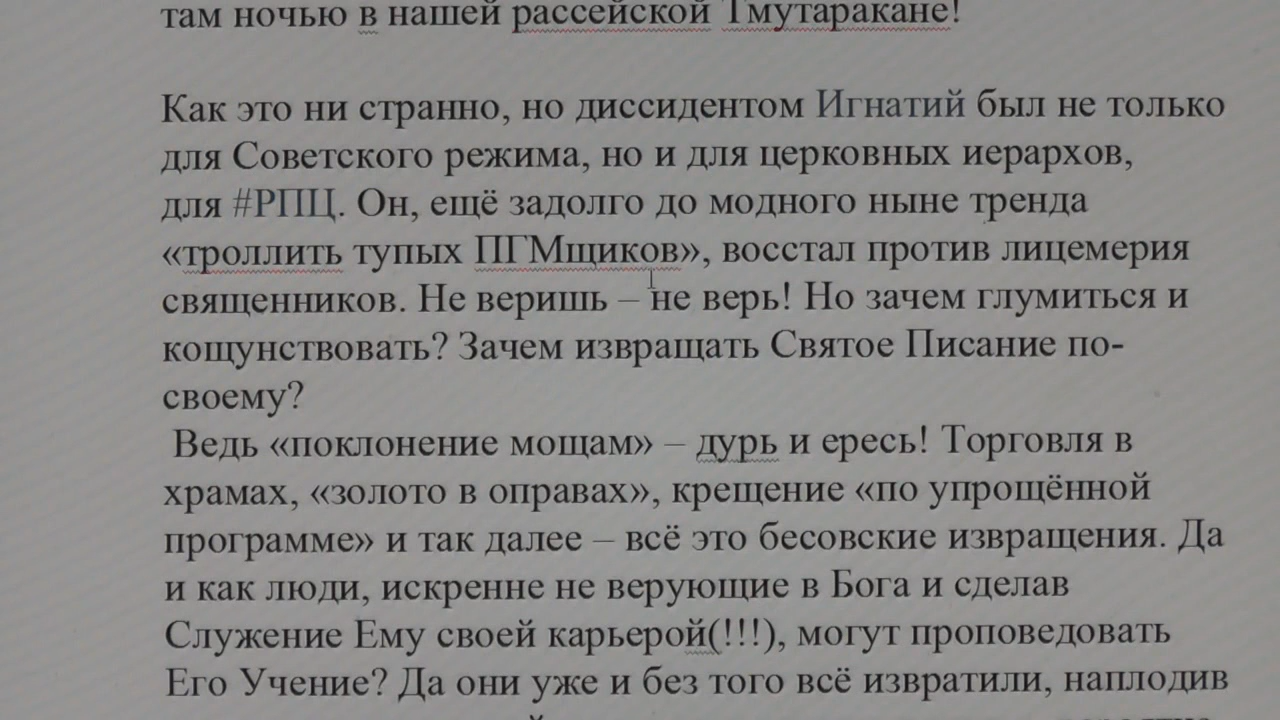 там ночью в нашей рассейской Тмутаракане!
Как это ни странно, но диссидентом Игнатий был не только
для Советского режима, но и для церковных иерархов,
для #РПЦ. Он, ещё задолго до модного ныне тренда
«троллить тупых ПГМщиков», восстал против лицемерия
священников. Не веришь – не верь! Но зачем глумиться и
кощунствовать? Зачем извращать Святое Писание по-
своему?
Ведь «поклонение мощам» – дурь и ересь! Торговля в
храмах, «золото в оправах», крещение «по упрощённой
программе» и так далее – всё это бесовские извращения. Да
и как люди, искренне не верующие в Бога и сделав
Служение Ему своей карьерой(!!!), могут проповедовать
Его Учение? Да они уже и без того всё извратили, наплодив